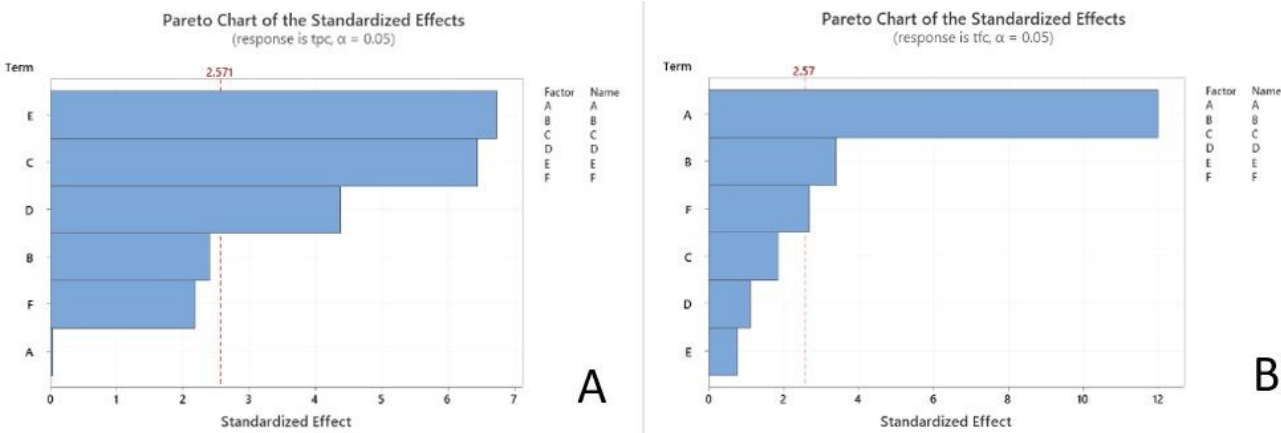 Pareto Chart of the Standardized Effects
(response is tpc, α = 0.05)
Term
2.571
Factor Name
A A
B B
C C
D D
E E
F F
E
C
D
B
F
A
0 1 2 3 4 5 6 7
Standardized Effect
A
Pareto Chart of the Standardized Effects
(response is tfc, α = 0.05)
Term
2.57
Factor Name
A A
B B
C C
D D
E E
F F
A
B
F
C
D
E
0 2 4 6 8 10 12
Standardized Effect
B